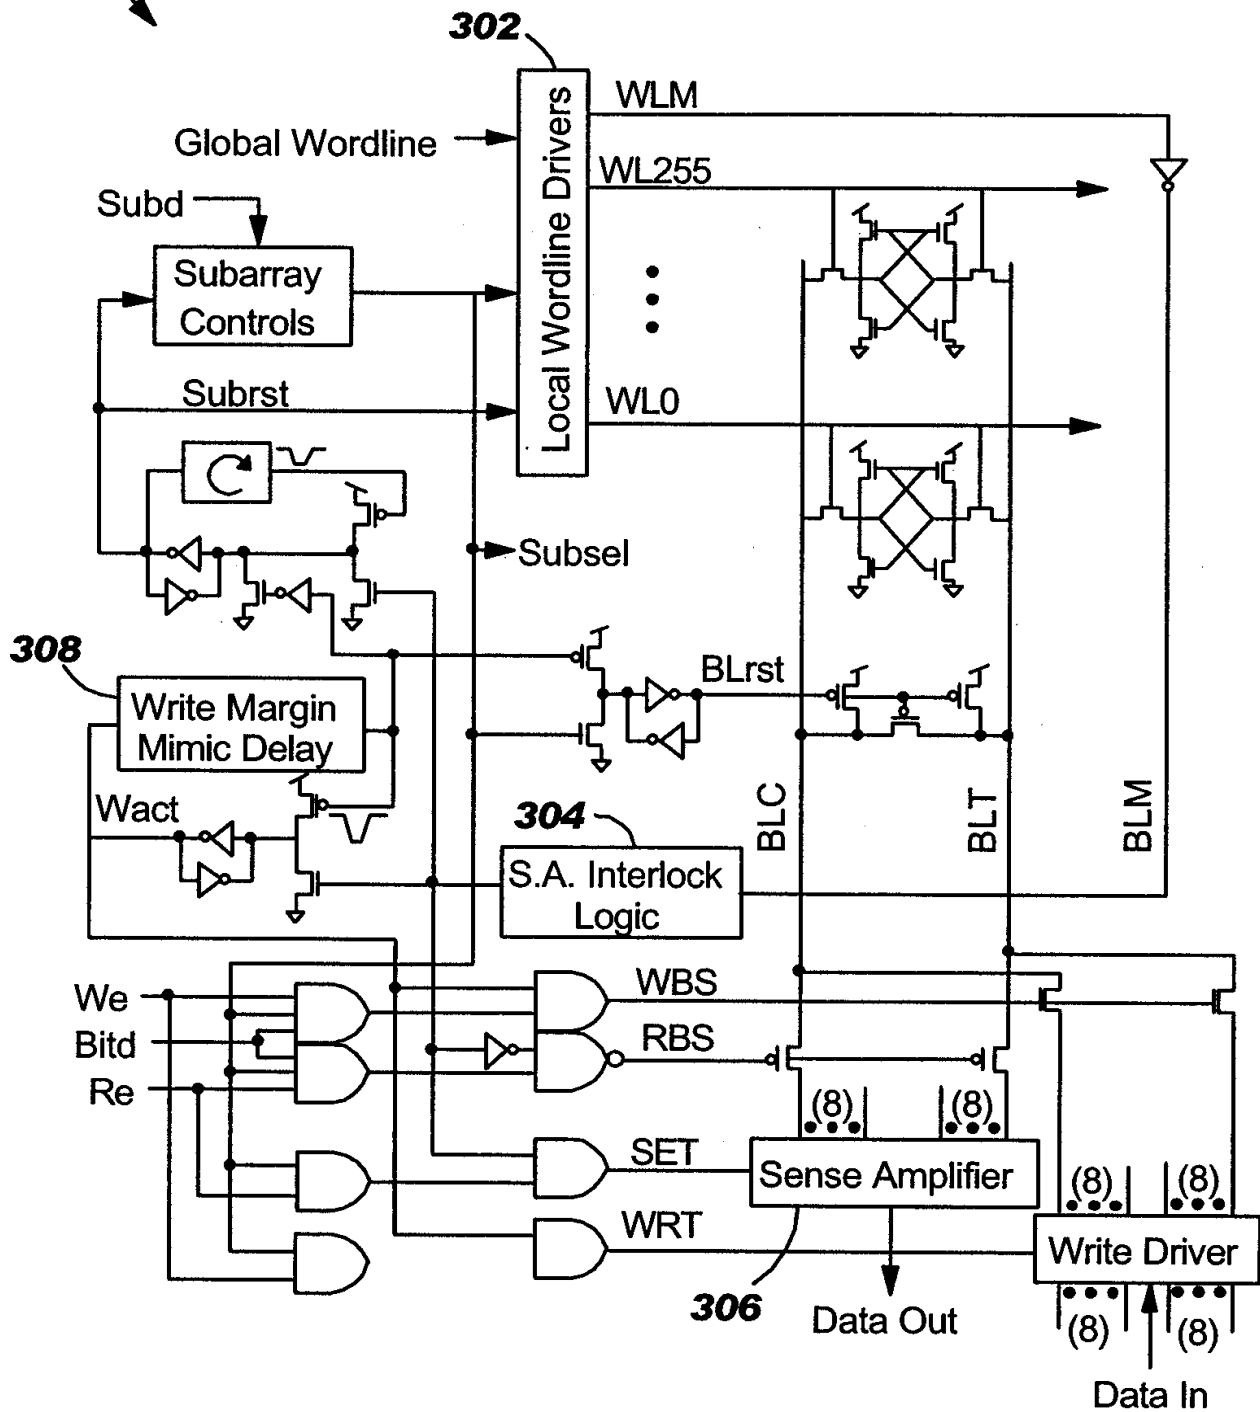 302
WLM
Global Wordline
Local Wordline Drivers
WL255
Subd
Subarray
Controls
Subrst
WL0
Subsel
308
Write Margin
Mimic Delay
BLrst
Wact
304
BLC
BLT
BLM
S.A. Interlock
Logic
We
WBS
Bitd
RBS
Re
(8)
(8)
SET
Sense Amplifier
(8)
(8)
WRT
Write Driver
306
Data Out
(8)
(8)
Data In